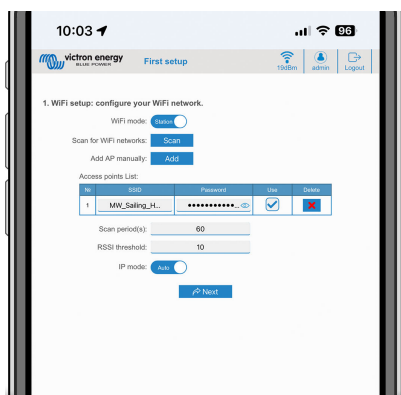 10:03
96
victron energy
BLUE POWER
First setup
19dBm
admin
Logout
1. WiFi setup: configure your WiFi network.
WiFi mode: Station
Scan for WiFi networks: Scan
Add AP manually: Add
Access points List:
Nr SSID Password Use Delete
1 MW_Sailing_H... ●●●●●●●●●●●...
Scan period(s): 60
RSSI threshold: 10
IP mode: Auto
Next